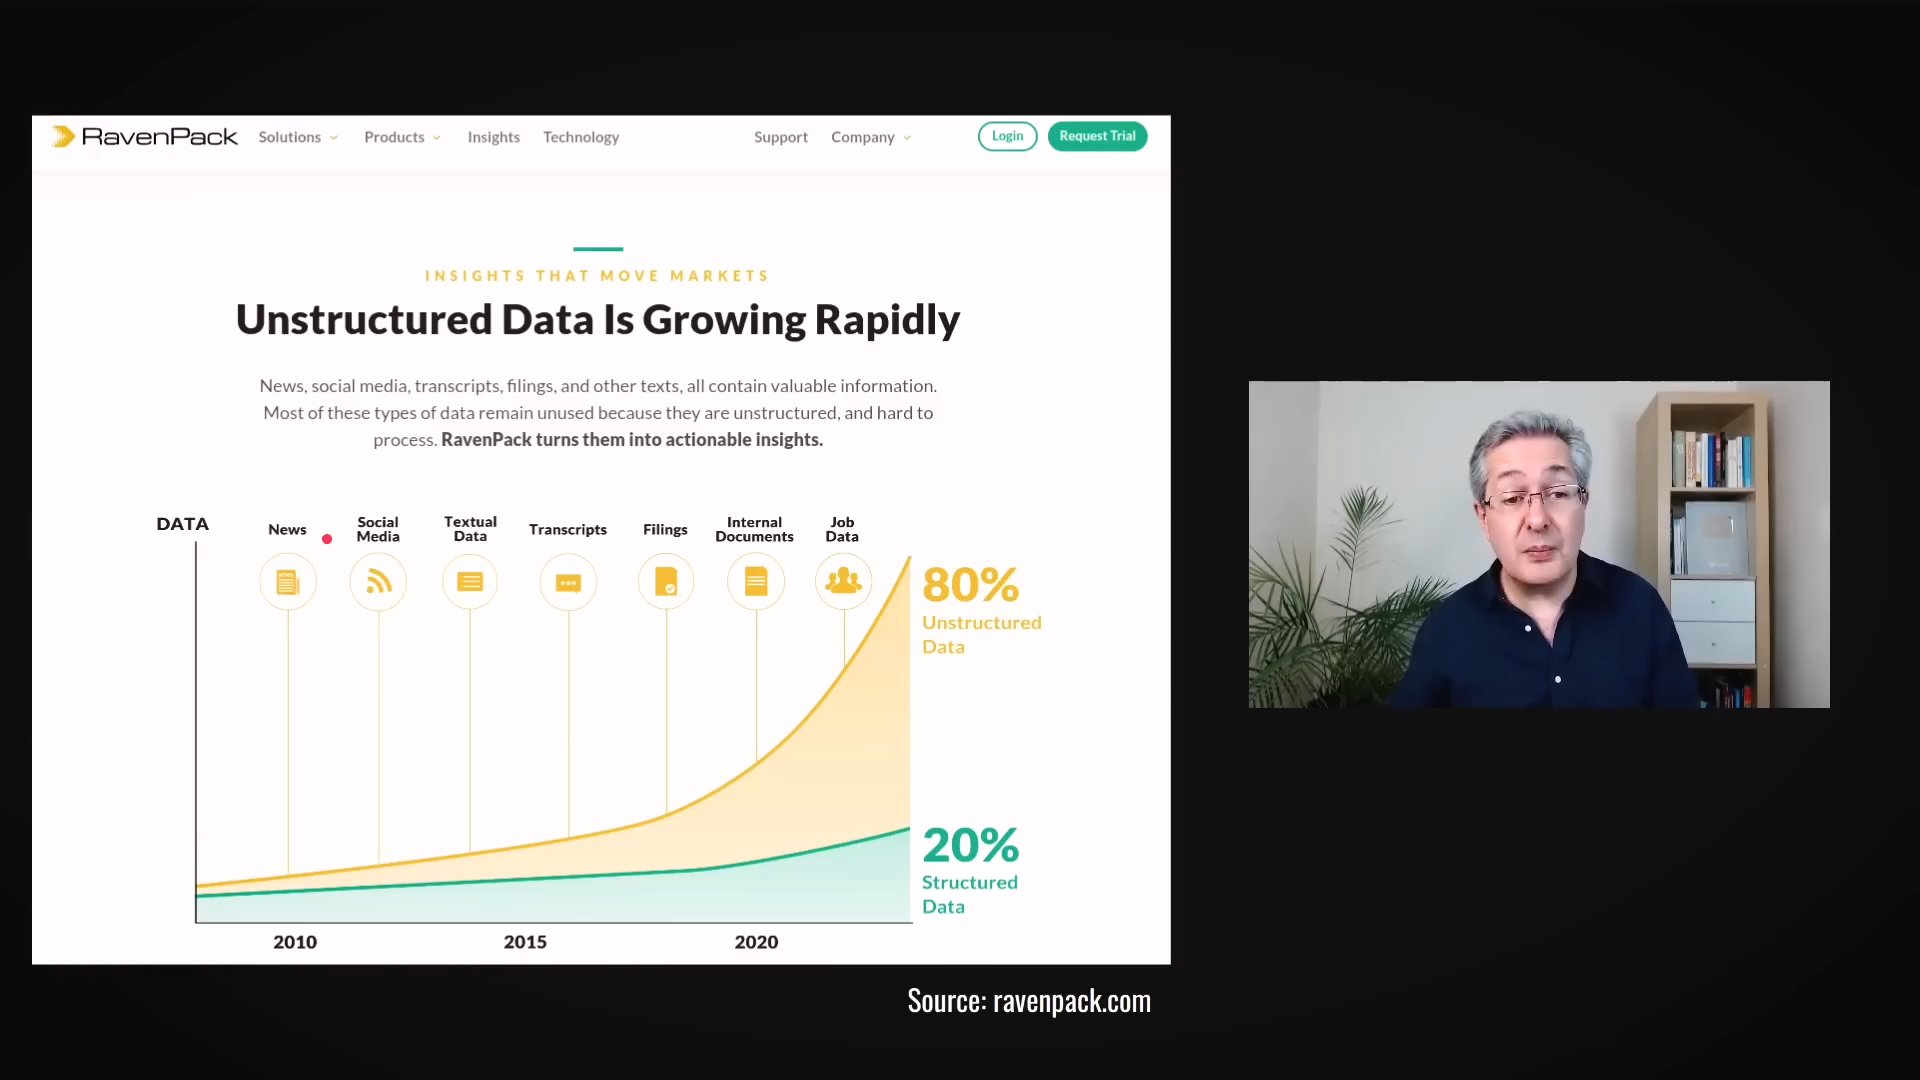 RavenPack Solutions Products Insights Technology Support Company Login Request Trial
INSIGHTS THAT MOVE MARKETS
Unstructured Data Is Growing Rapidly
News, social media, transcripts, filings, and other texts, all contain valuable information.
Most of these types of data remain unused because they are unstructured, and hard to
process. RavenPack turns them into actionable insights.
DATA
News
Social
Media
Textual
Data
Transcripts
Filings
Internal
Documents
Job
Data
80%
Unstructured
Data
20%
Structured
Data
2010 2015 2020
Source: ravenpack.com